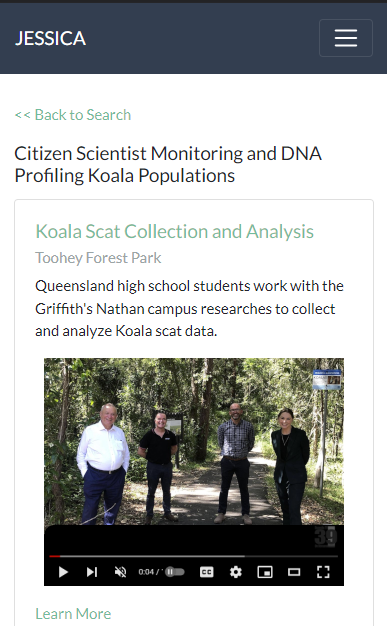 JESSICA
<< Back to Search
Citizen Scientist Monitoring and DNA
Profiling Koala Populations
Koala Scat Collection and Analysis
Toohey Forest Park
Queensland high school students work with the
Griffith's Nathan campus researches to collect
and analyze Koala scat data.
39
0:04 / '
CC
Learn More